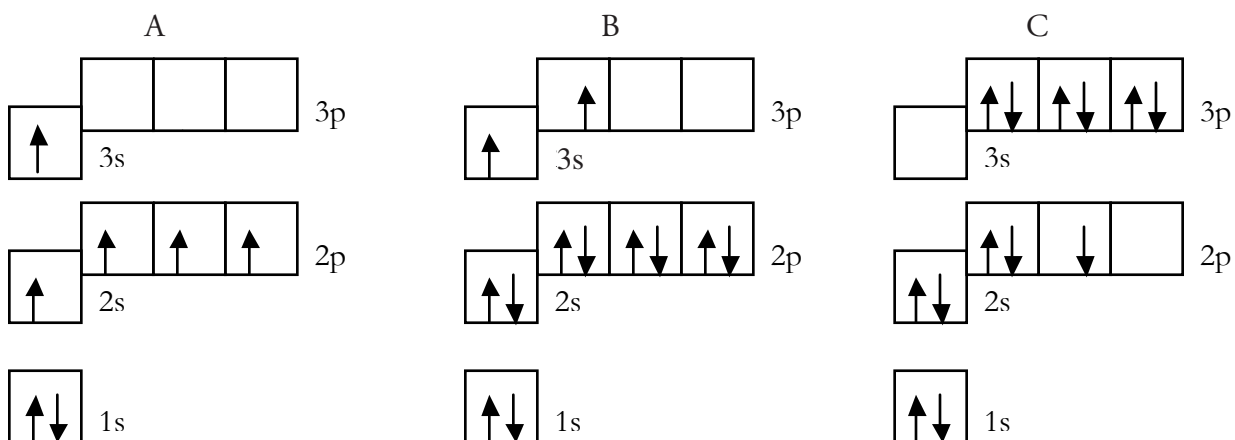 A B C
3p 3p 3p
3s 3s 3s
2p 2p 2p
2s 2s 2s
1s 1s 1s